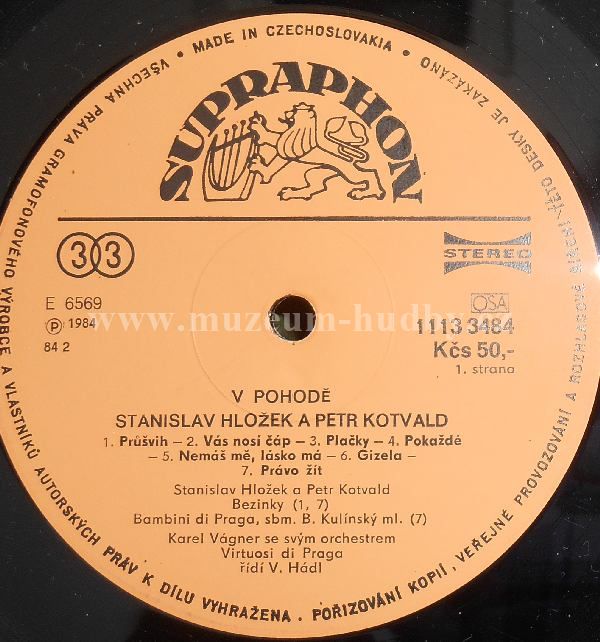 VŠECHNA PRÁVA GRAMOFONOVÉHO VÝROBCE A VLASTNÍKŮ AUTORSKÝCH PRÁV K DÍLU VYHRAŽENA · POŘIZOVÁNÍ KOPIÍ, VEŘEJNÉ PROVOZOVÁNÍ A ROZHLASOVÉ ŠÍŘENÍ TÉTO DESKY JE ZAKÁZÁNO
· MADE IN CZECHOSLOVAKIA ·
SUPRAPHON
33
STEREO
E 6569
OSA
Ⓟ 1984
1113 3484
www.muzeum-hudby.
84 2
Kčs 50,-
1. strana
V POHODĚ
STANISLAV HLOŽEK A PETR KOTVALD
1. Průšvih – 2. Vás nosí čáp – 3. Plačky – 4. Pokaždé
– 5. Nemáš mě, lásko má – 6. Gizela –
7. Právo žít
Stanislav Hložek a Petr Kotvald
Bezinky (1, 7)
Bambini di Praga, sbm. B. Kulínský ml. (7)
Karel Vágner se svým orchestrem
Virtuosi di Praga
řídí V. Hádl